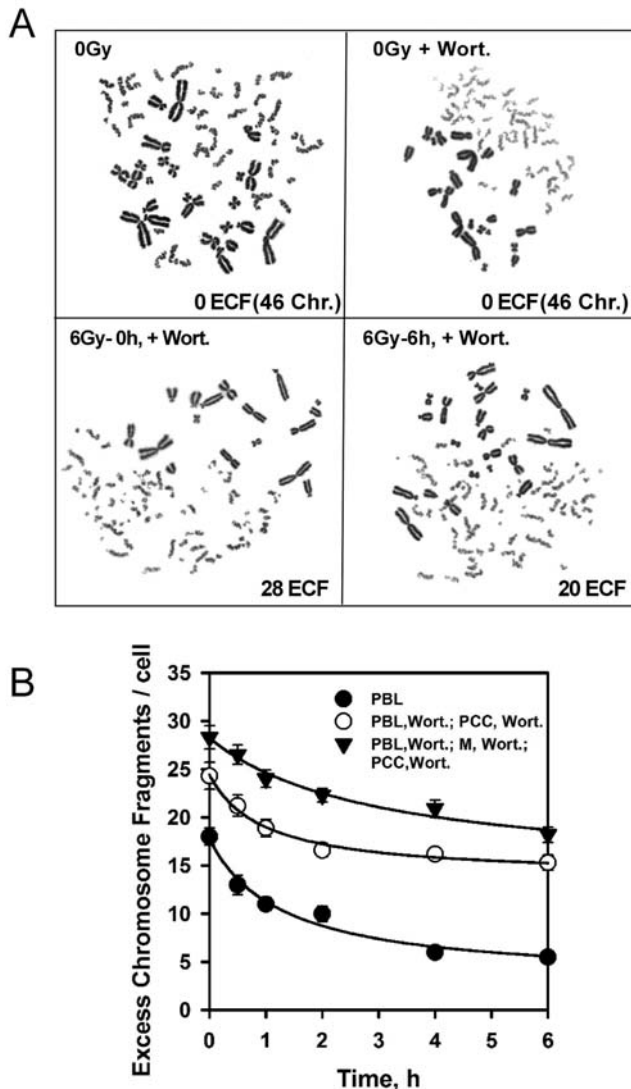 A
0Gy
0Gy + Wort.
0 ECF(46 Chr.)
0 ECF(46 Chr.)
6Gy- 0h, + Wort.
6Gy-6h, + Wort.
28 ECF
20 ECF
B
Excess Chromosome Fragments / cell
35
30
25
20
15
10
5
0
PBL
PBL,Wort.; PCC, Wort.
PBL,Wort.; M, Wort.;
PCC,Wort.
0 1 2 3 4 5 6
Time, h